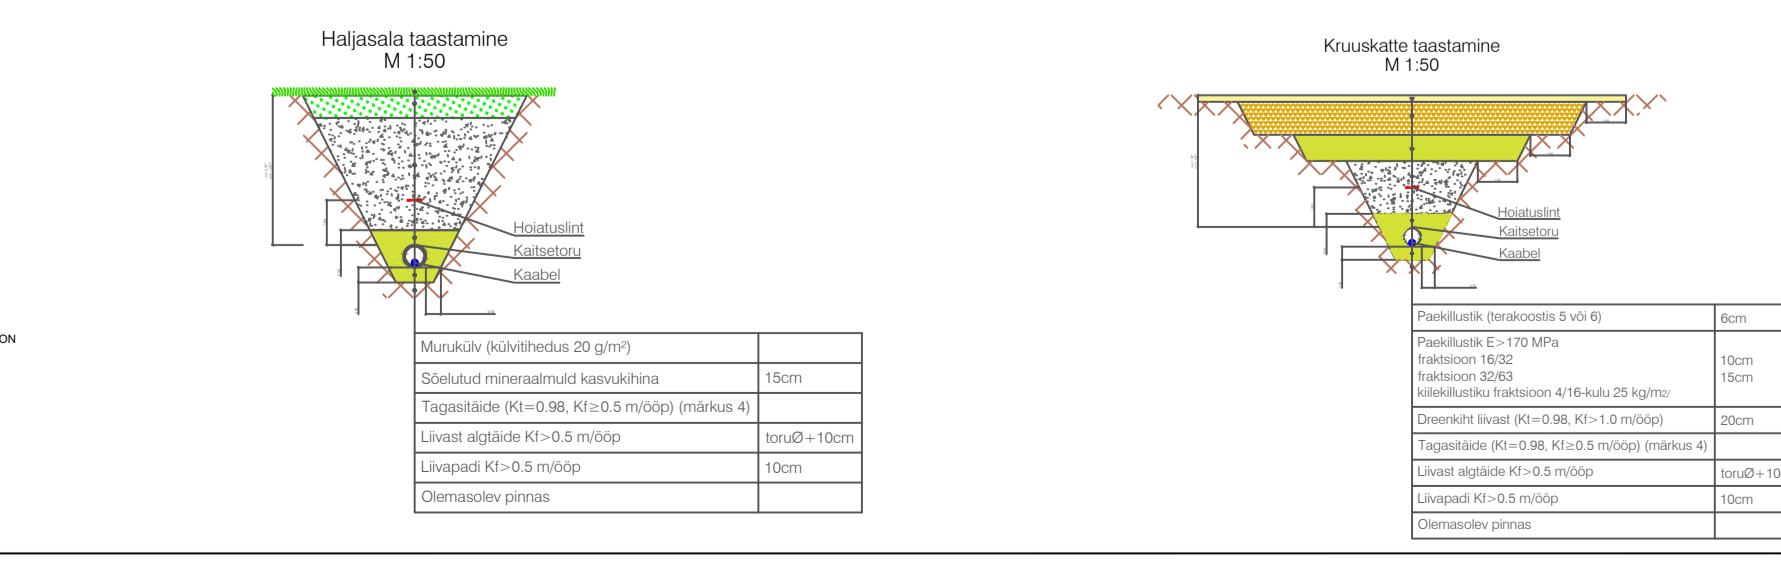 Haljasala taastamine
M 1:50
Hoiatuslint
Kaitsetoru
Kaabel
ON
Murukülv (külvitihedus 20 g/m²)
Sõelutud mineraalmuld kasvukihina 15cm
Tagasitäide (Kt=0.98, Kf≥0.5 m/ööp) (märkus 4)
Liivast algtäide Kf>0.5 m/ööp toruØ+10cm
Liivapadi Kf>0.5 m/ööp 10cm
Olemasolev pinnas
Kruuskatte taastamine
M 1:50
Hoiatuslint
Kaitsetoru
Kaabel
Paekillustik (terakoostis 5 või 6) 6cm
Paekillustik E>170 MPa
fraktsioon 16/32 10cm
fraktsioon 32/63 15cm
kiilekillustiku fraktsioon 4/16-kulu 25 kg/m2/
Dreenkiht liivast (Kt=0.98, Kf>1.0 m/ööp) 20cm
Tagasitäide (Kt=0.98, Kf≥0.5 m/ööp) (märkus 4)
Liivast algtäide Kf>0.5 m/ööp toruØ+10
Liivapadi Kf>0.5 m/ööp 10cm
Olemasolev pinnas